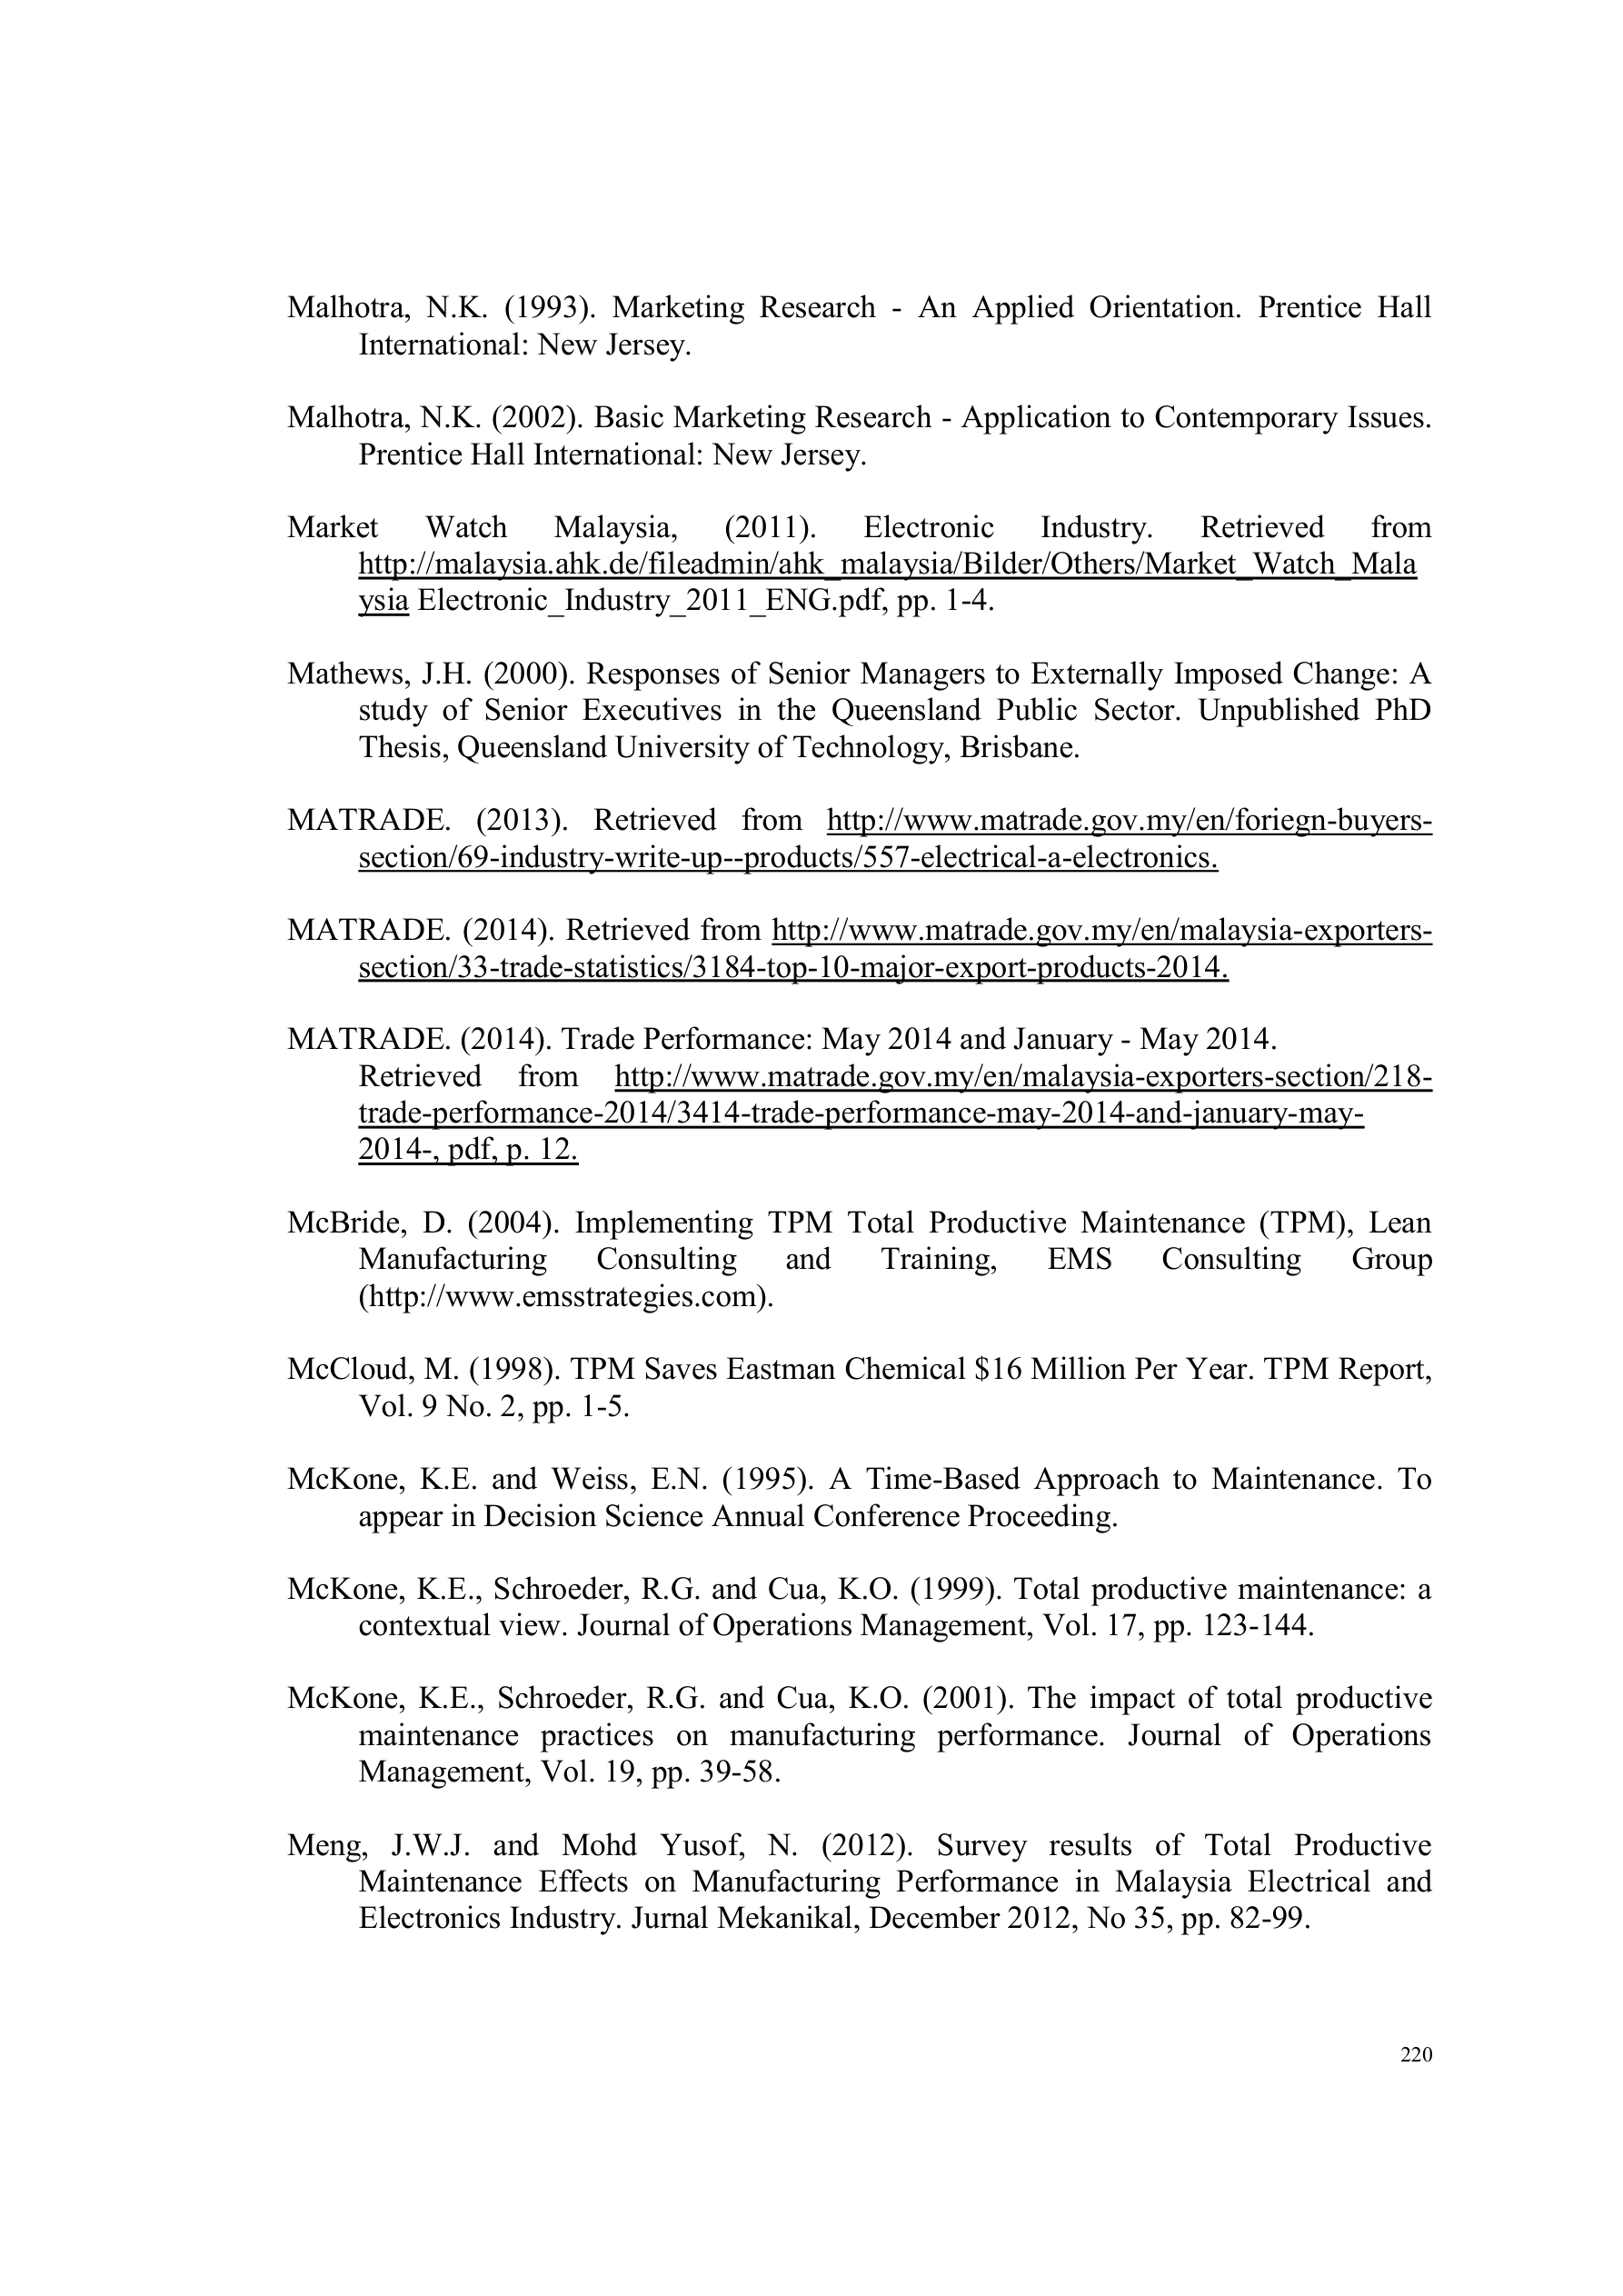 Malhotra, N.K. (1993). Marketing Research - An Applied Orientation. Prentice Hall
International: New Jersey.
Malhotra, N.K. (2002). Basic Marketing Research - Application to Contemporary Issues.
Prentice Hall International: New Jersey.
Market Watch Malaysia, (2011). Electronic Industry. Retrieved from
http://malaysia.ahk.de/fileadmin/ahk_malaysia/Bilder/Others/Market_Watch_Mala
ysia Electronic_Industry_2011_ENG.pdf, pp. 1-4.
Mathews, J.H. (2000). Responses of Senior Managers to Externally Imposed Change: A
study of Senior Executives in the Queensland Public Sector. Unpublished PhD
Thesis, Queensland University of Technology, Brisbane.
MATRADE. (2013). Retrieved from http://www.matrade.gov.my/en/foriegn-buyers-
section/69-industry-write-up--products/557-electrical-a-electronics.
MATRADE. (2014). Retrieved from http://www.matrade.gov.my/en/malaysia-exporters-
section/33-trade-statistics/3184-top-10-major-export-products-2014.
MATRADE. (2014). Trade Performance: May 2014 and January - May 2014.
Retrieved from http://www.matrade.gov.my/en/malaysia-exporters-section/218-
trade-performance-2014/3414-trade-performance-may-2014-and-january-may-
2014-, pdf, p. 12.
McBride, D. (2004). Implementing TPM Total Productive Maintenance (TPM), Lean
Manufacturing Consulting and Training, EMS Consulting Group
(http://www.emsstrategies.com).
McCloud, M. (1998). TPM Saves Eastman Chemical $16 Million Per Year. TPM Report,
Vol. 9 No. 2, pp. 1-5.
McKone, K.E. and Weiss, E.N. (1995). A Time-Based Approach to Maintenance. To
appear in Decision Science Annual Conference Proceeding.
McKone, K.E., Schroeder, R.G. and Cua, K.O. (1999). Total productive maintenance: a
contextual view. Journal of Operations Management, Vol. 17, pp. 123-144.
McKone, K.E., Schroeder, R.G. and Cua, K.O. (2001). The impact of total productive
maintenance practices on manufacturing performance. Journal of Operations
Management, Vol. 19, pp. 39-58.
Meng, J.W.J. and Mohd Yusof, N. (2012). Survey results of Total Productive
Maintenance Effects on Manufacturing Performance in Malaysia Electrical and
Electronics Industry. Jurnal Mekanikal, December 2012, No 35, pp. 82-99.
220